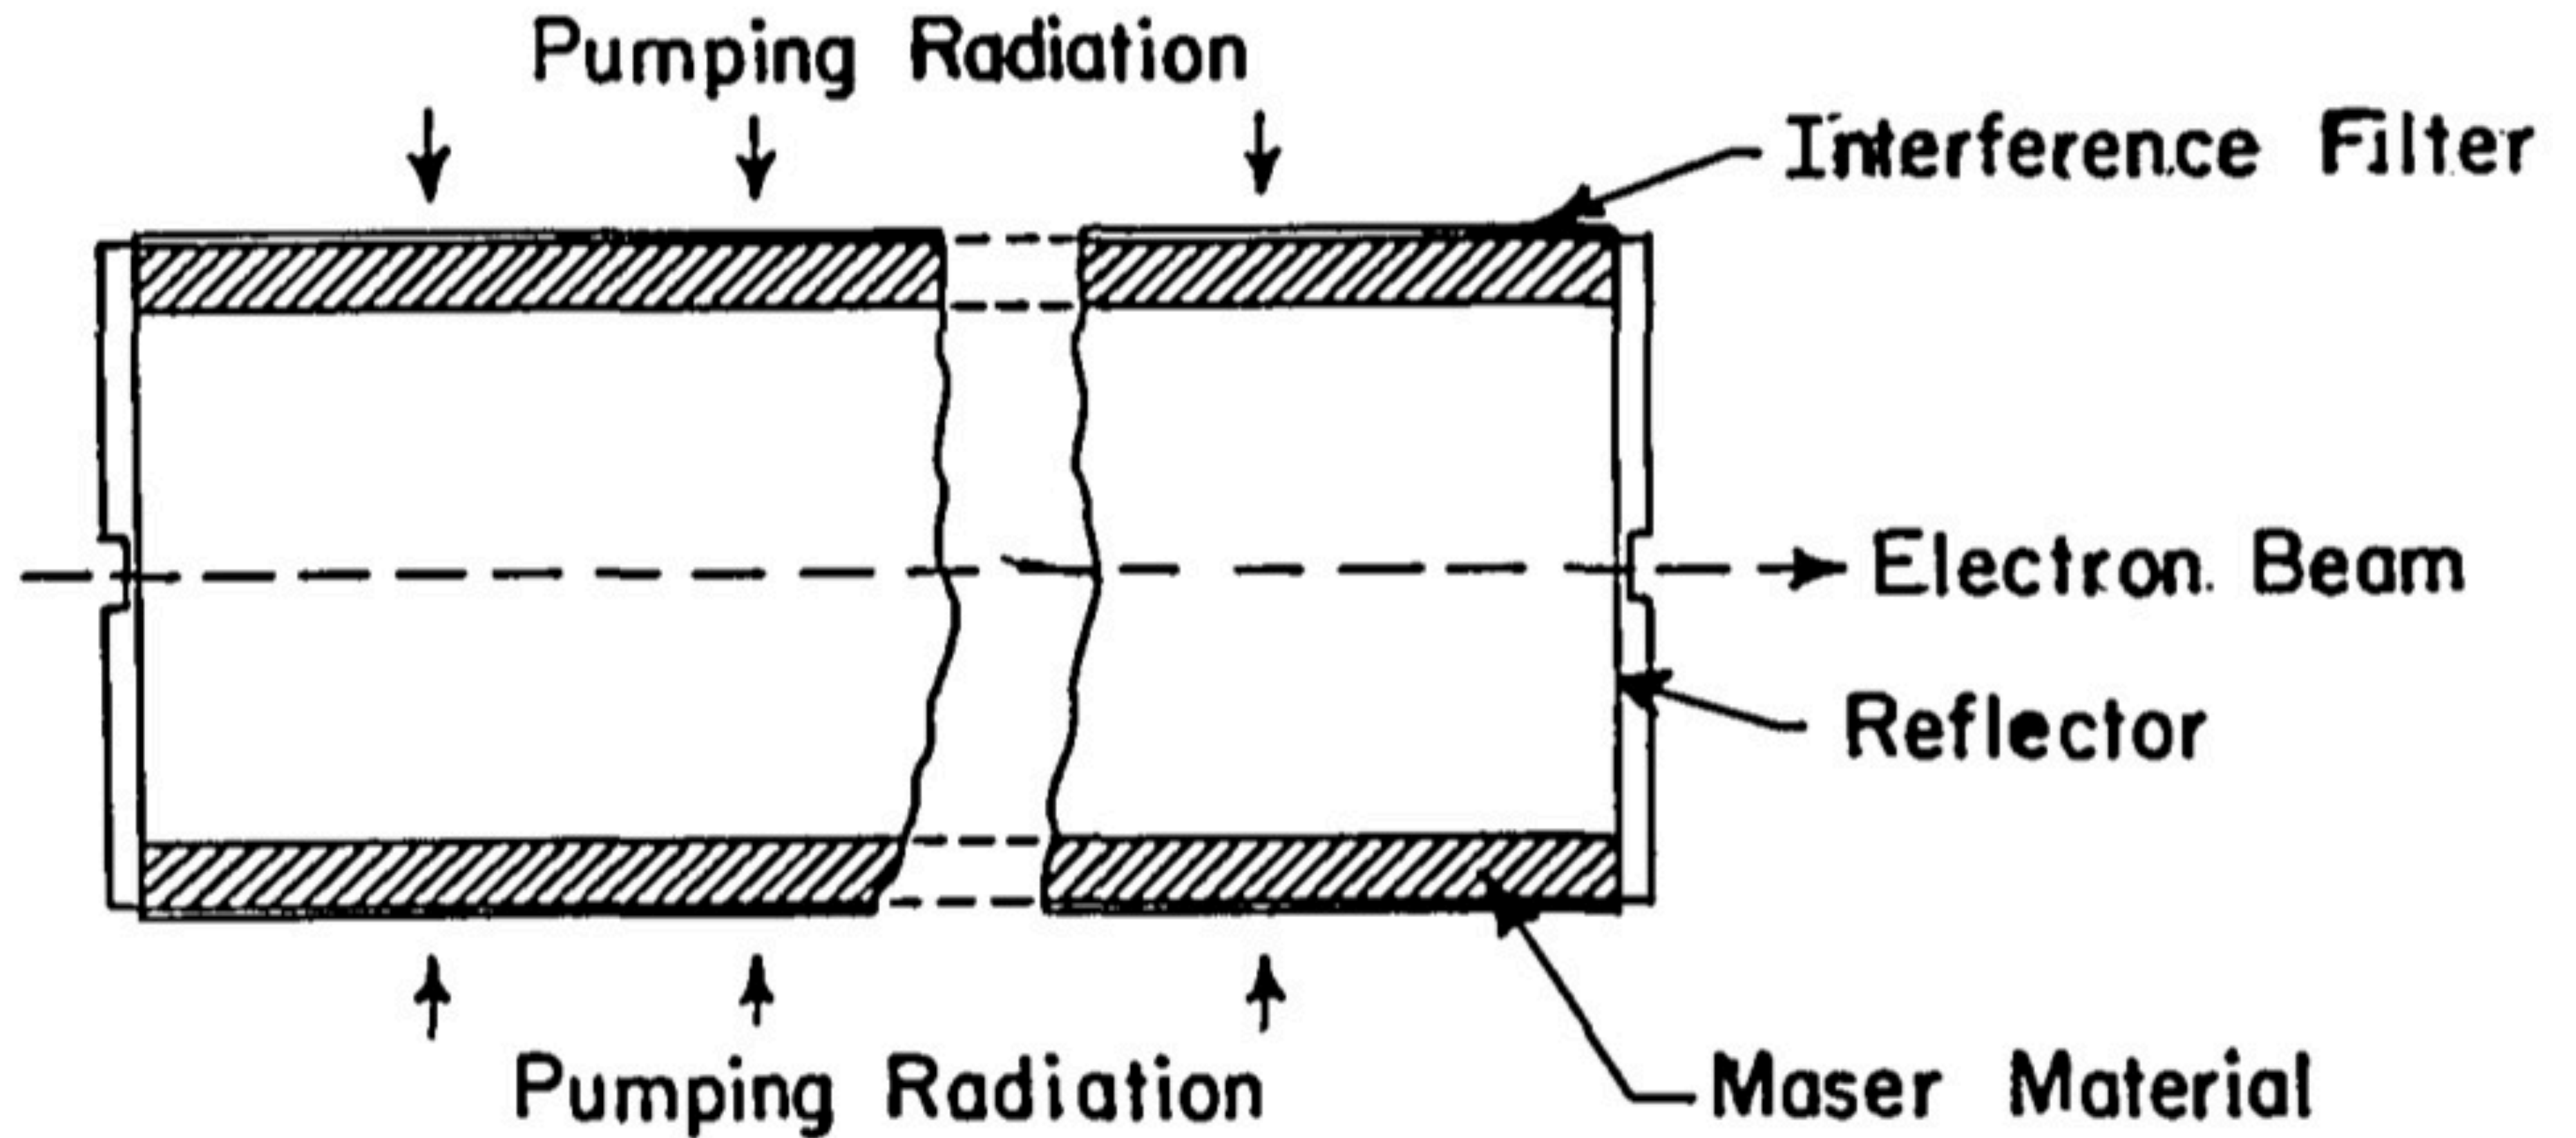 Pumping Radiation
Interference Filter
Electron Beam
Reflector
Maser Material
Pumping Radiation